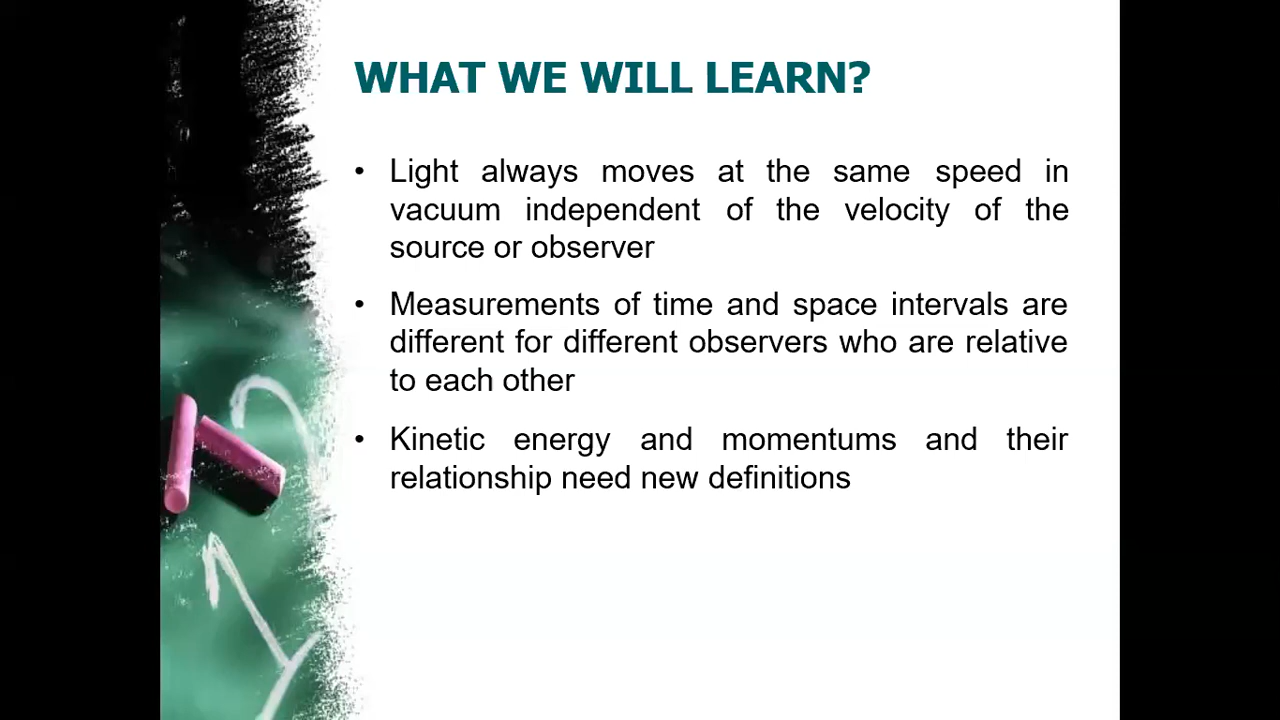 WHAT WE WILL LEARN?
• Light always moves at the same speed in
vacuum independent of the velocity of the
source or observer
• Measurements of time and space intervals are
different for different observers who are relative
to each other
• Kinetic energy and momentums and their
relationship need new definitions